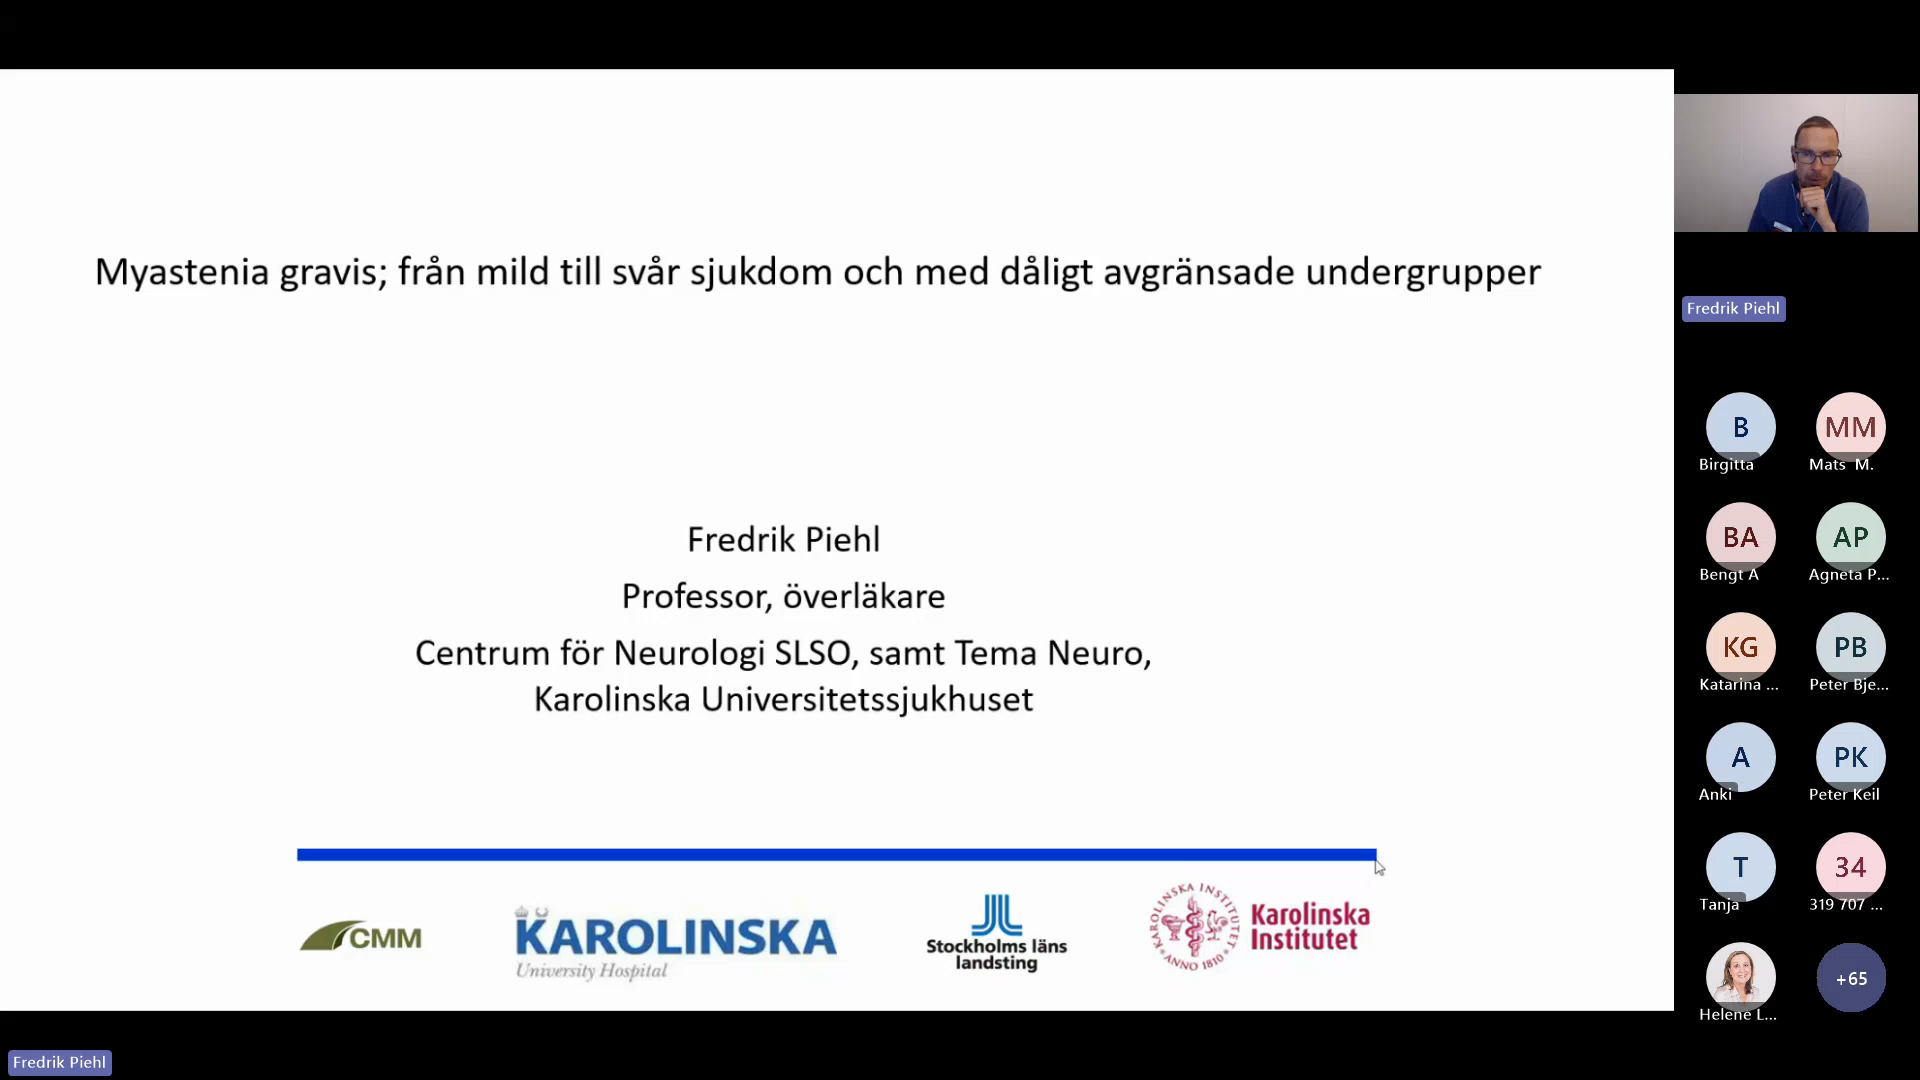 Myastenia gravis; från mild till svår sjukdom och med dåligt avgränsade undergrupper
Fredrik Piehl
Professor, överläkare
Centrum för Neurologi SLSO, samt Tema Neuro,
Karolinska Universitetssjukhuset
CMM
KAROLINSKA
University Hospital
Stockholms läns
landsting
KAROLINSKA INSTITUTET
ANNO 1810
Karolinska
Institutet
Fredrik Piehl
B
Birgitta
MM
Mats M.
BA
Bengt A
AP
Agneta P...
KG
Katarina ...
PB
Peter Bje...
A
Anki
PK
Peter Keil
T
Tanja
34
319 707 ...
Helene L...
+65
Fredrik Piehl